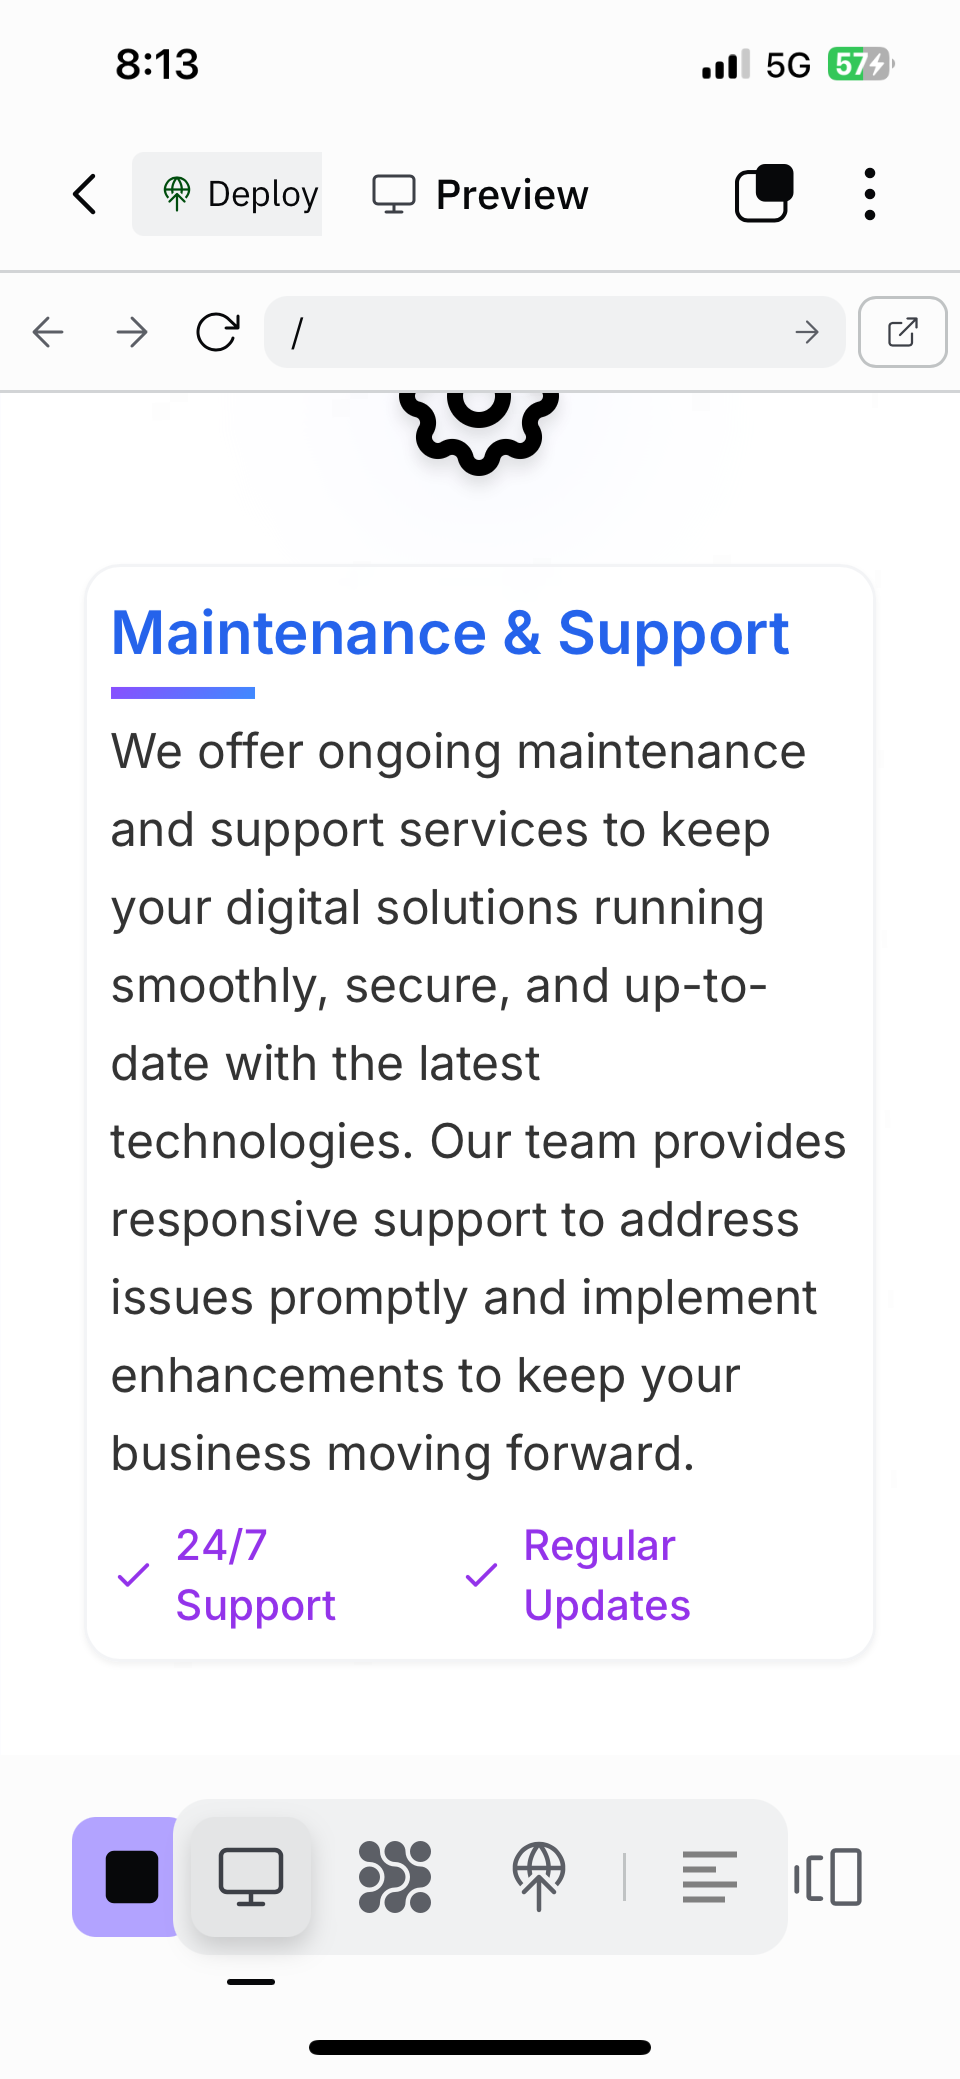 8:13
5G
57
Deploy
Preview
/
Maintenance & Support
We offer ongoing maintenance
and support services to keep
your digital solutions running
smoothly, secure, and up-to-
date with the latest
technologies. Our team provides
responsive support to address
issues promptly and implement
enhancements to keep your
business moving forward.
24/7
Support
Regular
Updates